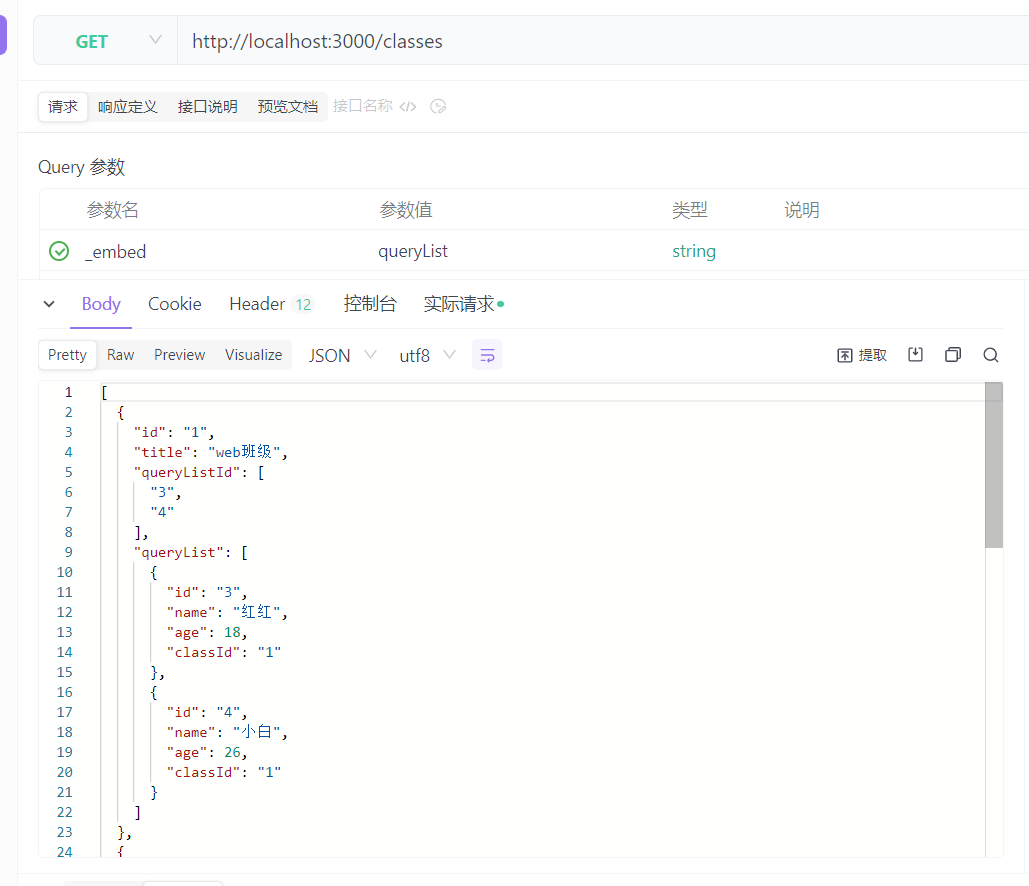 GET http://localhost:3000/classes
请求 响应定义 接口说明 预览文档 接口名称 </>
Query 参数
参数名 参数值 类型 说明
_embed queryList string
Body Cookie Header 12 控制台 实际请求
Pretty Raw Preview Visualize JSON utf8 提取
1 [
2 {
3 "id": "1",
4 "title": "web班级",
5 "queryListId": [
6 "3",
7 "4"
8 ],
9 "queryList": [
10 {
11 "id": "3",
12 "name": "红红",
13 "age": 18,
14 "classId": "1"
15 },
16 {
17 "id": "4",
18 "name": "小白",
19 "age": 26,
20 "classId": "1"
21 }
22 ]
23 },
24 {